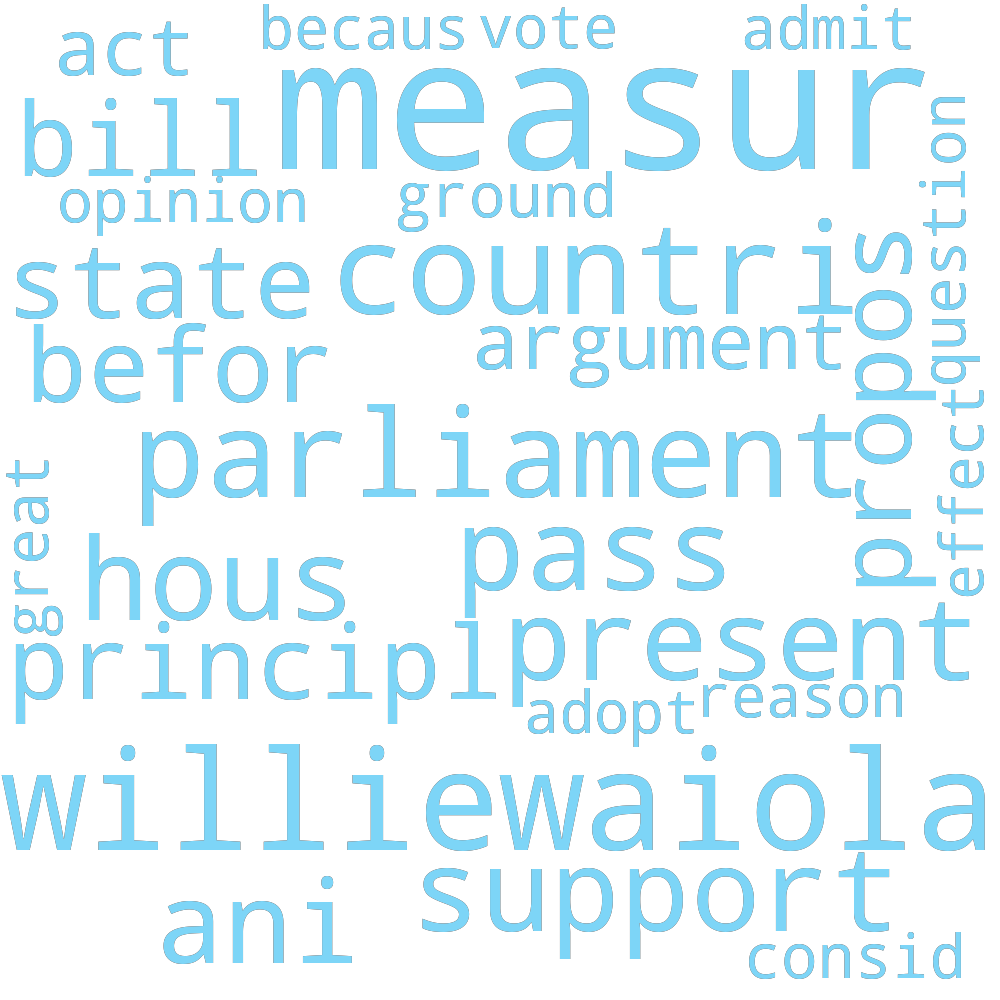 becaus vote admit
act
measur
bill
question
opinion ground
countri
state
propos
argument
befor
effect
parliament
great
pass
hous
present
principl
reason
adopt
williewaiola
support
ani
consid